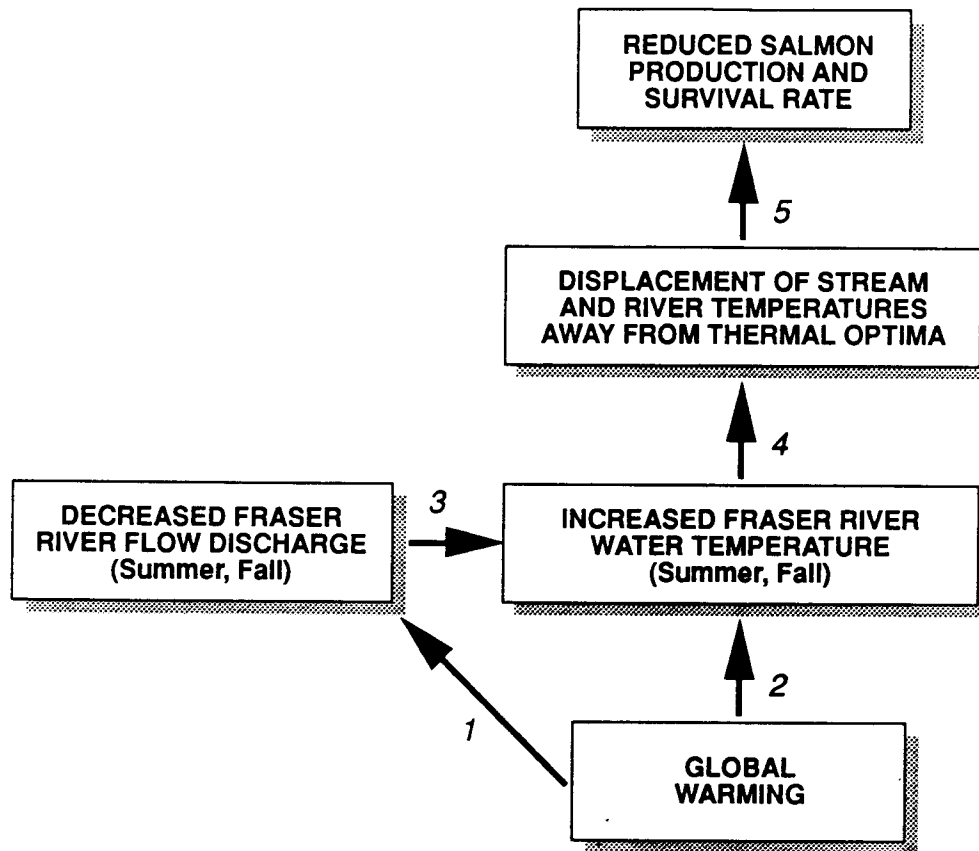 REDUCED SALMON
PRODUCTION AND
SURVIVAL RATE
5
DISPLACEMENT OF STREAM
AND RIVER TEMPERATURES
AWAY FROM THERMAL OPTIMA
4
DECREASED FRASER
RIVER FLOW DISCHARGE
(Summer, Fall)
3
INCREASED FRASER RIVER
WATER TEMPERATURE
(Summer, Fall)
1
2
GLOBAL
WARMING